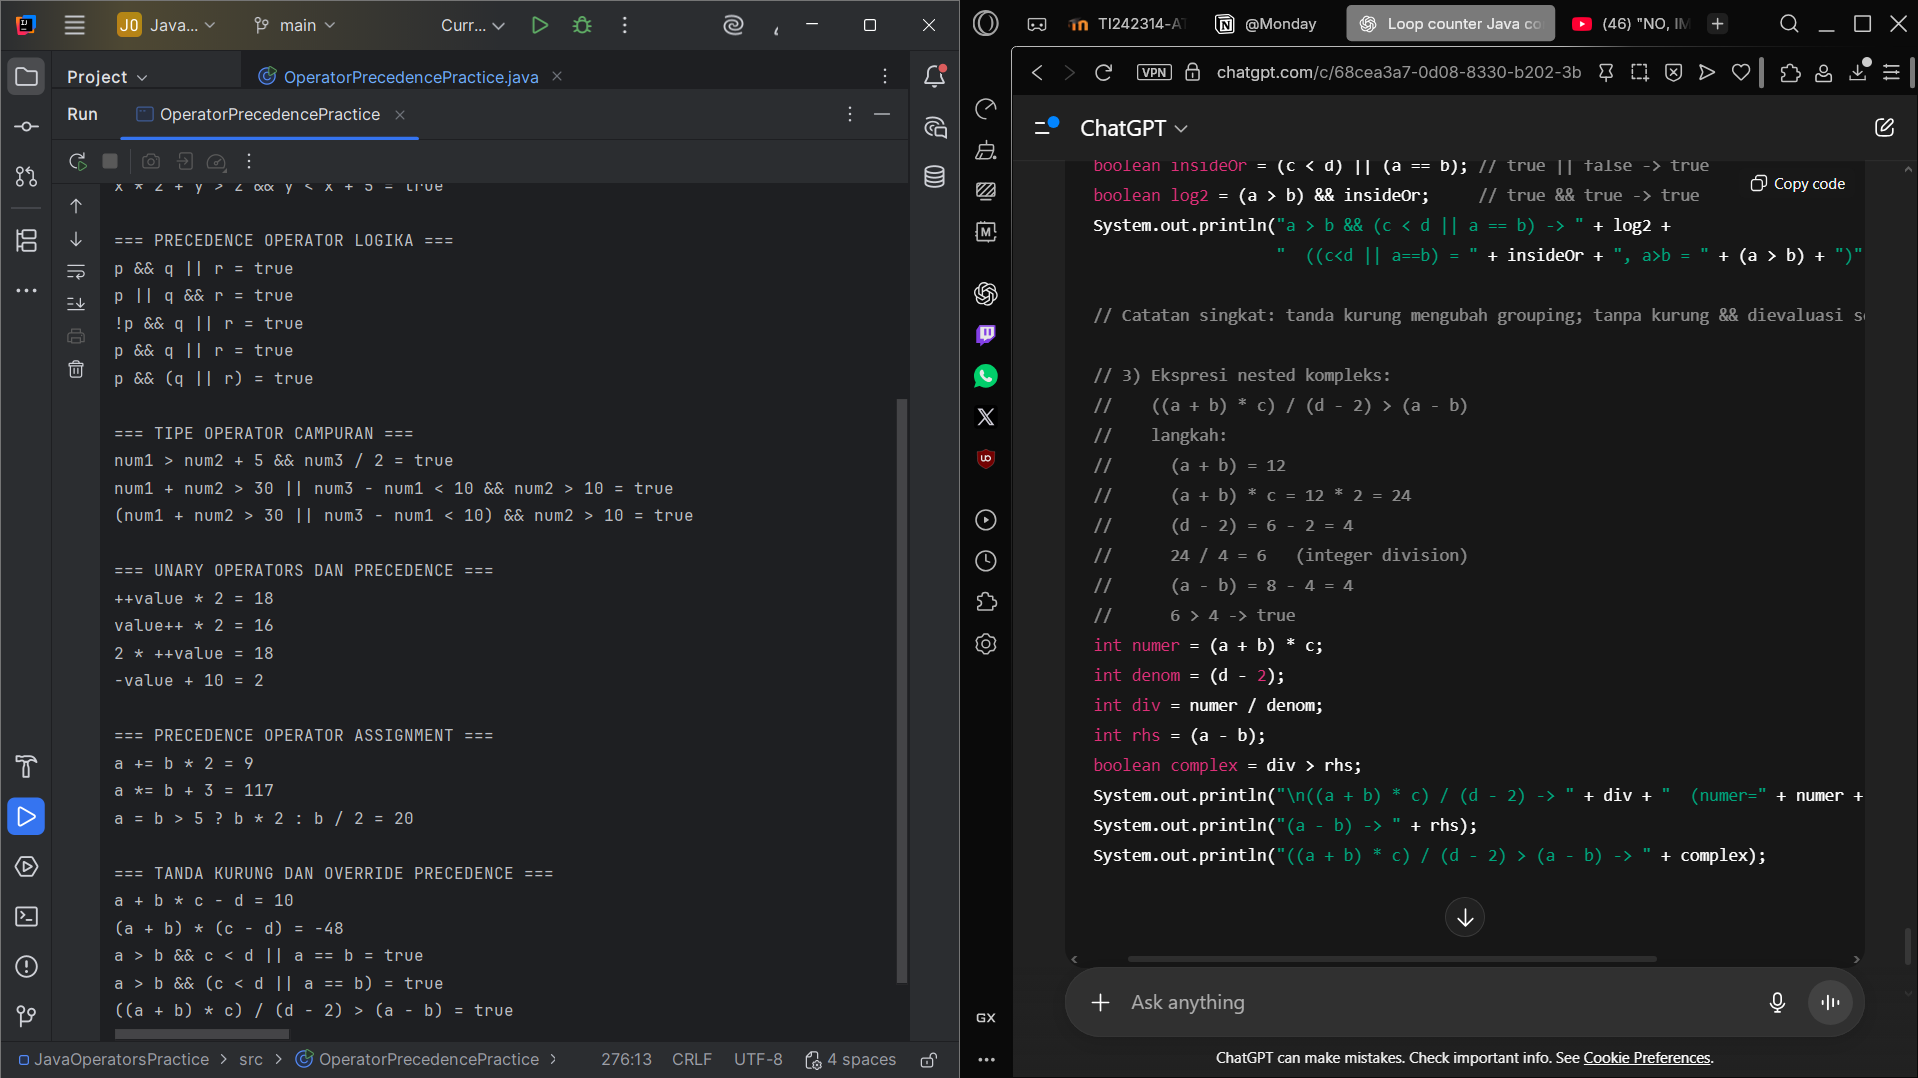 JO Java...
main
Curr...
Project
OperatorPrecedencePractice.java
Run
OperatorPrecedencePractice
x * 2 + y > z && y < x + 5 = true
=== PRECEDENCE OPERATOR LOGIKA ===
p && q || r = true
p || q && r = true
!p && q || r = true
p && q || r = true
p && (q || r) = true
=== TIPE OPERATOR CAMPURAN ===
num1 > num2 + 5 && num3 / 2 = true
num1 + num2 > 30 || num3 - num1 < 10 && num2 > 10 = true
(num1 + num2 > 30 || num3 - num1 < 10) && num2 > 10 = true
=== UNARY OPERATORS DAN PRECEDENCE ===
++value * 2 = 18
value++ * 2 = 16
2 * ++value = 18
-value + 10 = 2
=== PRECEDENCE OPERATOR ASSIGNMENT ===
a += b * 2 = 9
a *= b + 3 = 117
a = b > 5 ? b * 2 : b / 2 = 20
=== TANDA KURUNG DAN OVERRIDE PRECEDENCE ===
a + b * c - d = 10
(a + b) * (c - d) = -48
a > b && c < d || a == b = true
a > b && (c < d || a == b) = true
((a + b) * c) / (d - 2) > (a - b) = true
JavaOperatorsPractice > src > OperatorPrecedencePractice >
276:13 CRLF UTF-8 4 spaces
TI242314-AT
@Monday
Loop counter Java co
(46) "NO, IM
VPN
chatgpt.com/c/68cea3a7-0d08-8330-b202-3b
ChatGPT
Copy code
boolean insideOr = (c < d) || (a == b); // true || false -> true
boolean log2 = (a > b) && insideOr;     // true && true -> true
System.out.println("a > b && (c < d || a == b) -> " + log2 +
"  ((c<d || a==b) = " + insideOr + ", a>b = " + (a > b) + ")"
// Catatan singkat: tanda kurung mengubah grouping; tanpa kurung && dievaluasi se
// 3) Ekspresi nested kompleks:
//    ((a + b) * c) / (d - 2) > (a - b)
//    langkah:
//      (a + b) = 12
//      (a + b) * c = 12 * 2 = 24
//      (d - 2) = 6 - 2 = 4
//      24 / 4 = 6   (integer division)
//      (a - b) = 8 - 4 = 4
//      6 > 4 -> true
int numer = (a + b) * c;
int denom = (d - 2);
int div = numer / denom;
int rhs = (a - b);
boolean complex = div > rhs;
System.out.println("\n((a + b) * c) / (d - 2) -> " + div + "  (numer=" + numer +
System.out.println("(a - b) -> " + rhs);
System.out.println("((a + b) * c) / (d - 2) > (a - b) -> " + complex);
Ask anything
GX
ChatGPT can make mistakes. Check important info. See Cookie Preferences.